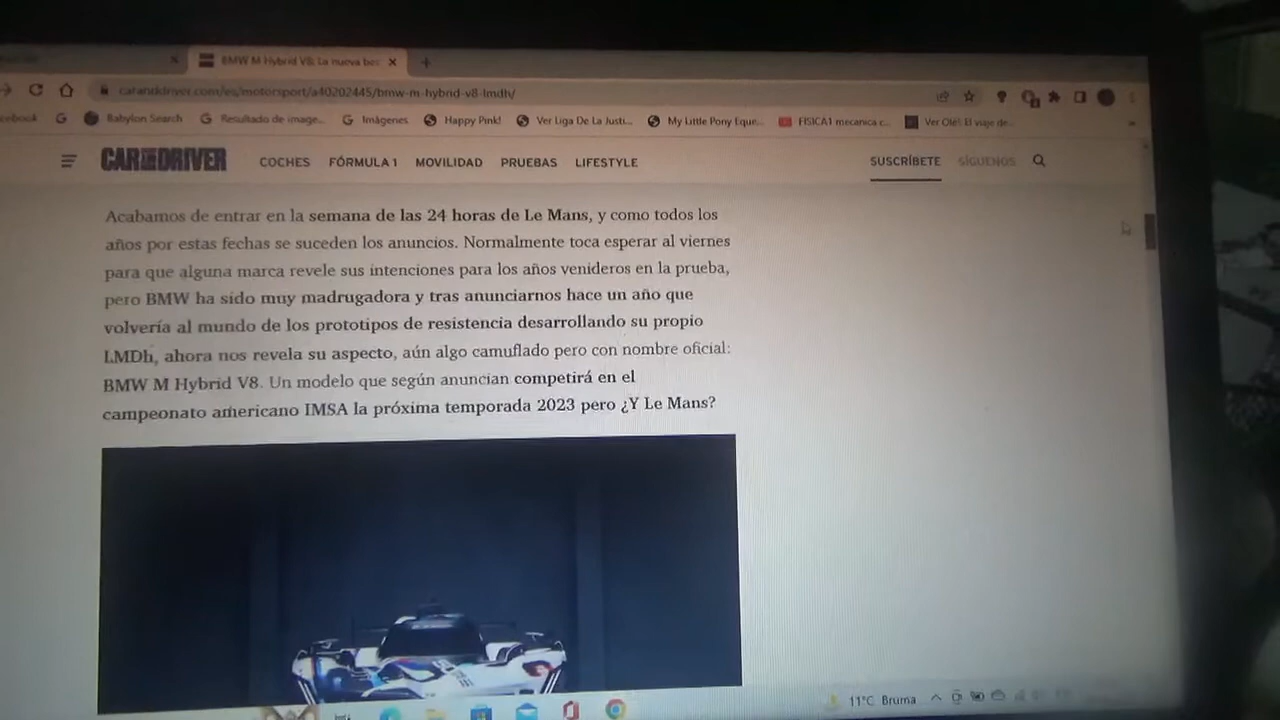 BMW M Hybrid V8: La nueva bes
caranddriver.com/es/motorsport/a40202445/bmw-m-hybrid-v8-lmdh/
cebook
Babylon Search
Resultado de image...
Imágenes
Happy Pink!
Ver Liga De La Justi...
My Little Pony Eque...
FISICA1 mecanica c...
Ver Olé! El viaje de...
CAR AND DRIVER
COCHES FÓRMULA 1 MOVILIDAD PRUEBAS LIFESTYLE
SUSCRÍBETE SÍGUENOS
Acabamos de entrar en la semana de las 24 horas de Le Mans, y como todos los
años por estas fechas se suceden los anuncios. Normalmente toca esperar al viernes
para que alguna marca revele sus intenciones para los años venideros en la prueba,
pero BMW ha sido muy madrugadora y tras anunciarnos hace un año que
volvería al mundo de los prototipos de resistencia desarrollando su propio
LMDh, ahora nos revela su aspecto, aún algo camuflado pero con nombre oficial:
BMW M Hybrid V8. Un modelo que según anuncian competirá en el
campeonato americano IMSA la próxima temporada 2023 pero ¿Y Le Mans?
11°C Bruma